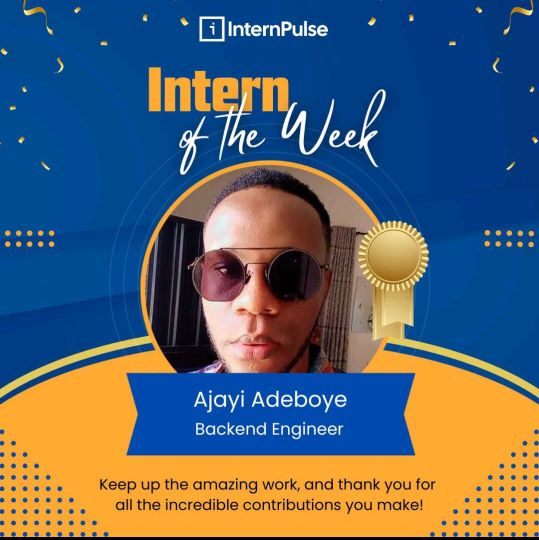 i InternPulse
Intern
of the Week
Ajayi Adeboye
Backend Engineer
Keep up the amazing work, and thank you for
all the incredible contributions you make!